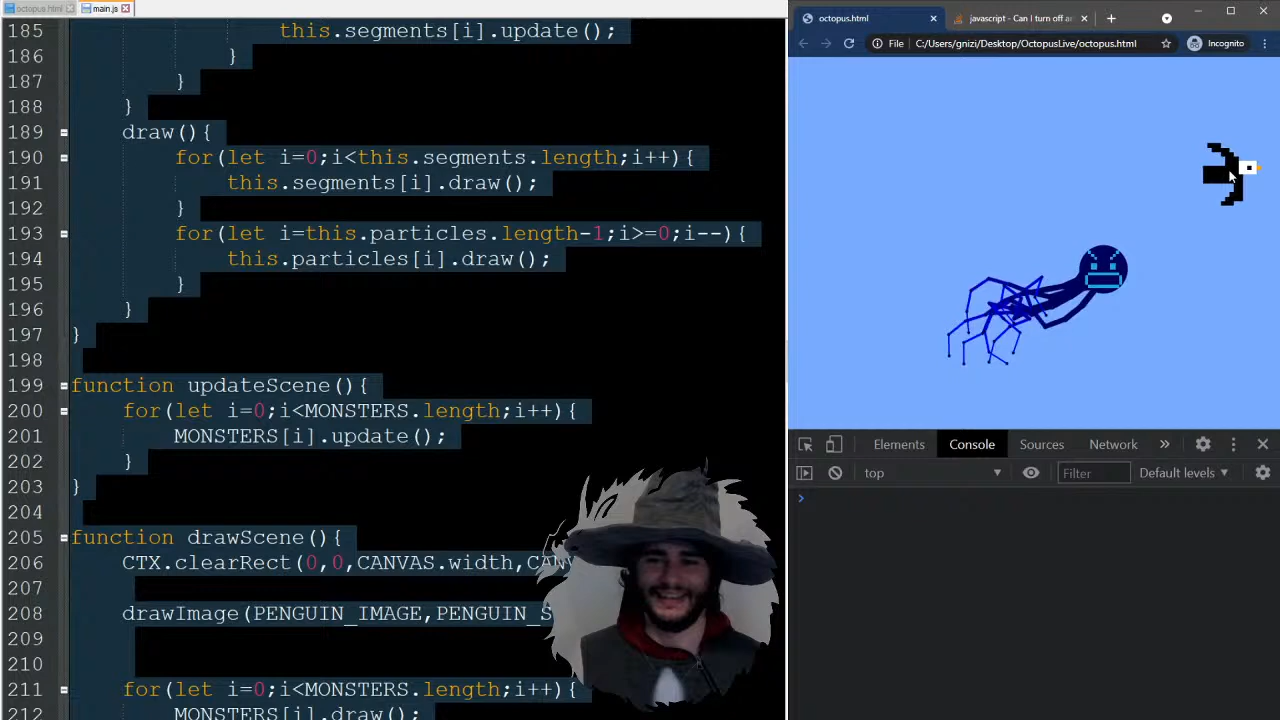 octopus.html
main.js
185 this.segments[i].update();
186 }
187 }
188 }
189 draw(){
190 for(let i=0;i<this.segments.length;i++){
191 this.segments[i].draw();
192 }
193 for(let i=this.particles.length-1;i>=0;i--){
194 this.particles[i].draw();
195 }
196 }
197 }
198
199 function updateScene(){
200 for(let i=0;i<MONSTERS.length;i++){
201 MONSTERS[i].update();
202 }
203 }
204
205 function drawScene(){
206 CTX.clearRect(0,0,CANVAS.width,
207
208 drawImage(PENGUIN_IMAGE,
209
210
211 for(let i=0;i<MONSTERS.length;i++){
212 MONSTERS[i].draw();
octopus.html
javascript - Can I turn off
File
C:/Users/gnizi/Desktop/OctopusLive/octopus.html
Incognito
Elements Console Sources Network
top Filter Default levels